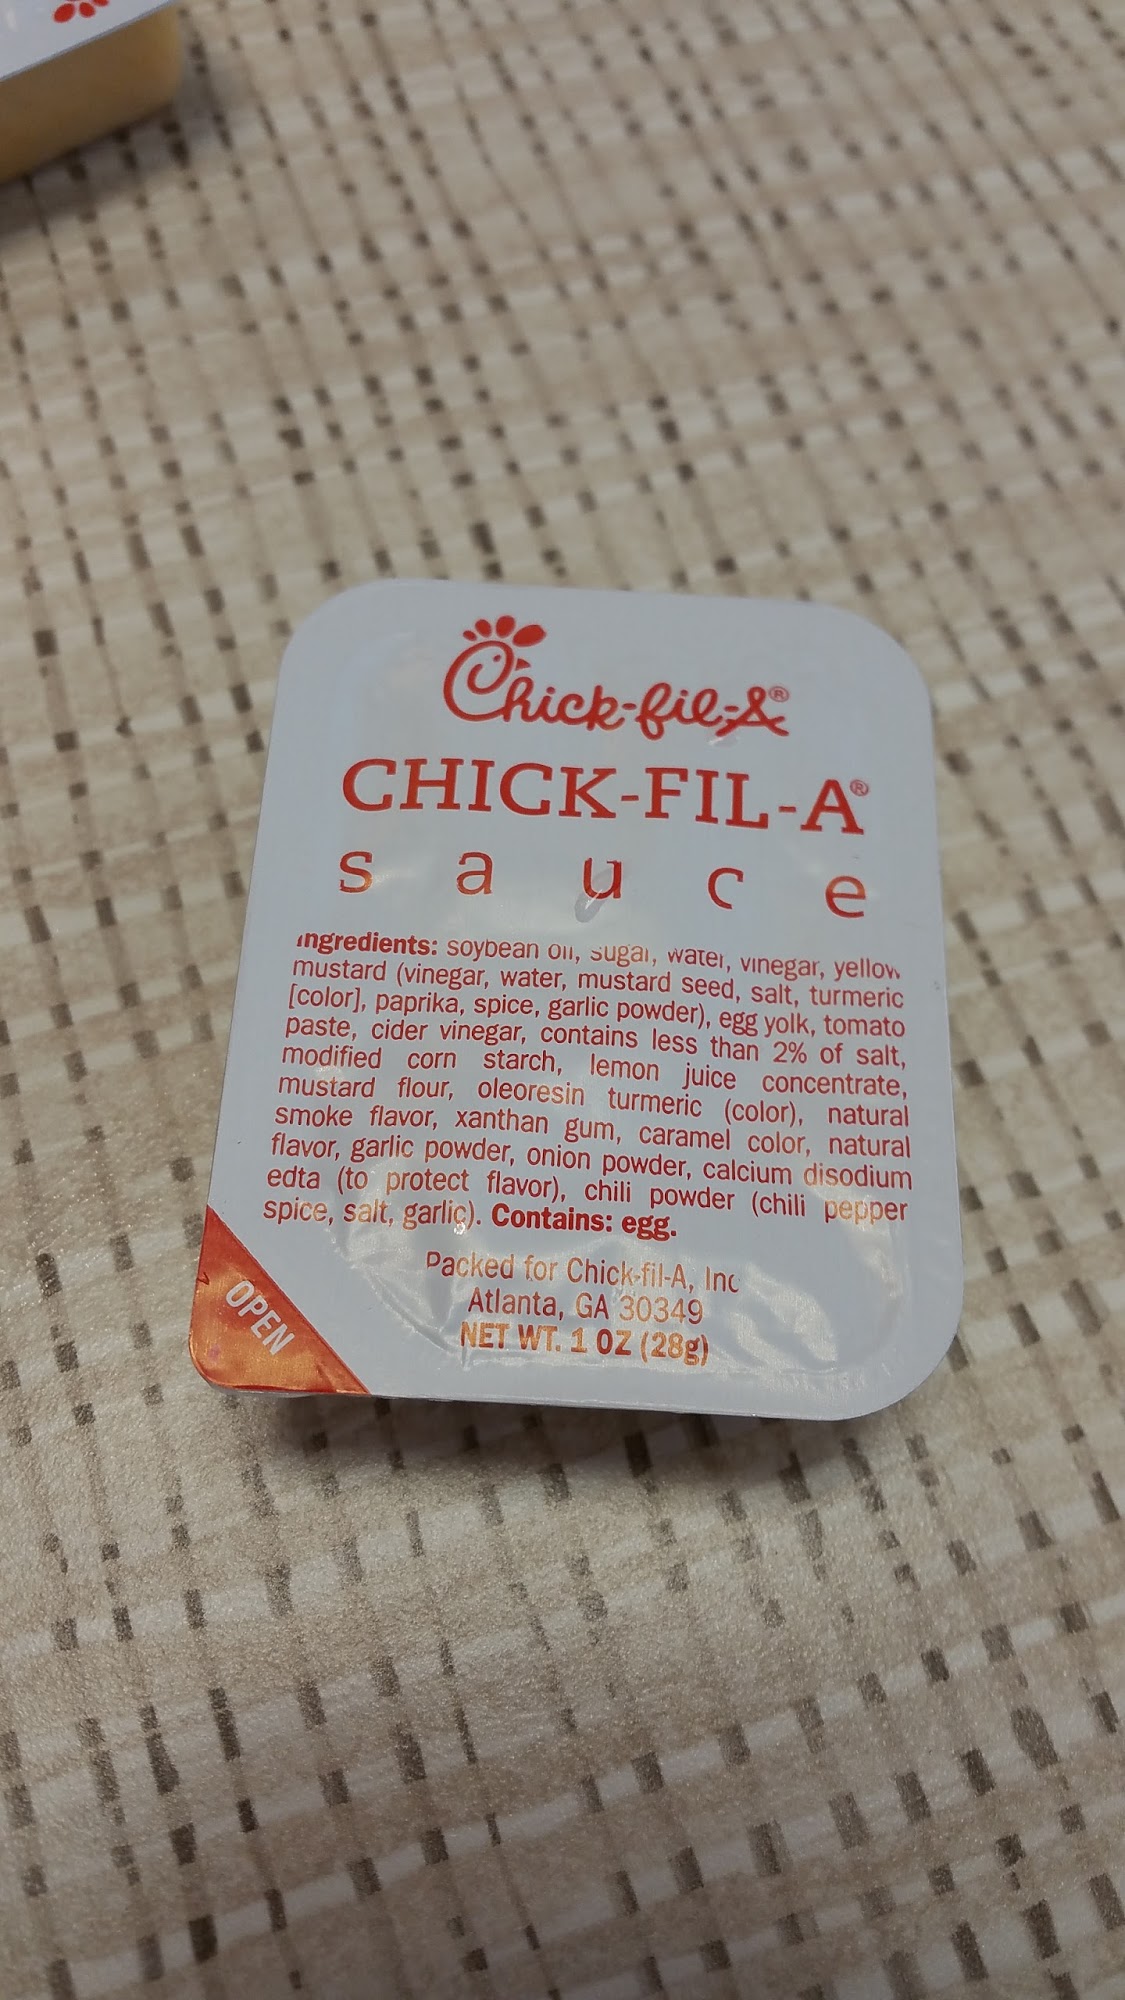 Chick-fil-A®
CHICK-FIL-A®
sauce
Ingredients: soybean oil, sugar, water, vinegar, yellow
mustard (vinegar, water, mustard seed, salt, turmeric
[color], paprika, spice, garlic powder), egg yolk, tomato
paste, cider vinegar, contains less than 2% of salt,
modified corn starch, lemon juice concentrate,
mustard flour, oleoresin turmeric (color), natural
smoke flavor, xanthan gum, caramel color, natural
flavor, garlic powder, onion powder, calcium disodium
edta (to protect flavor), chili powder (chili pepper
spice, salt, garlic). Contains: egg.
Packed for Chick-fil-A, Inc
Atlanta, GA 30349
NET WT. 1 OZ (28g)
OPEN